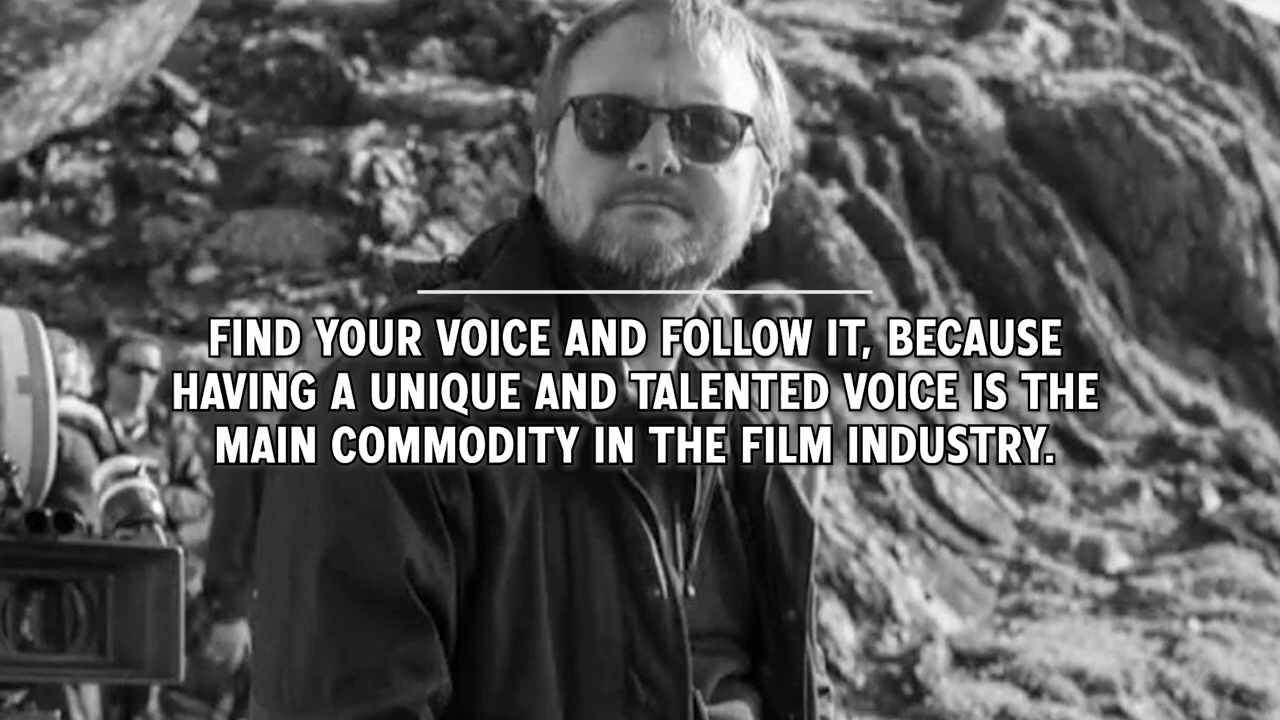 FIND YOUR VOICE AND FOLLOW IT, BECAUSE
HAVING A UNIQUE AND TALENTED VOICE IS THE
MAIN COMMODITY IN THE FILM INDUSTRY.